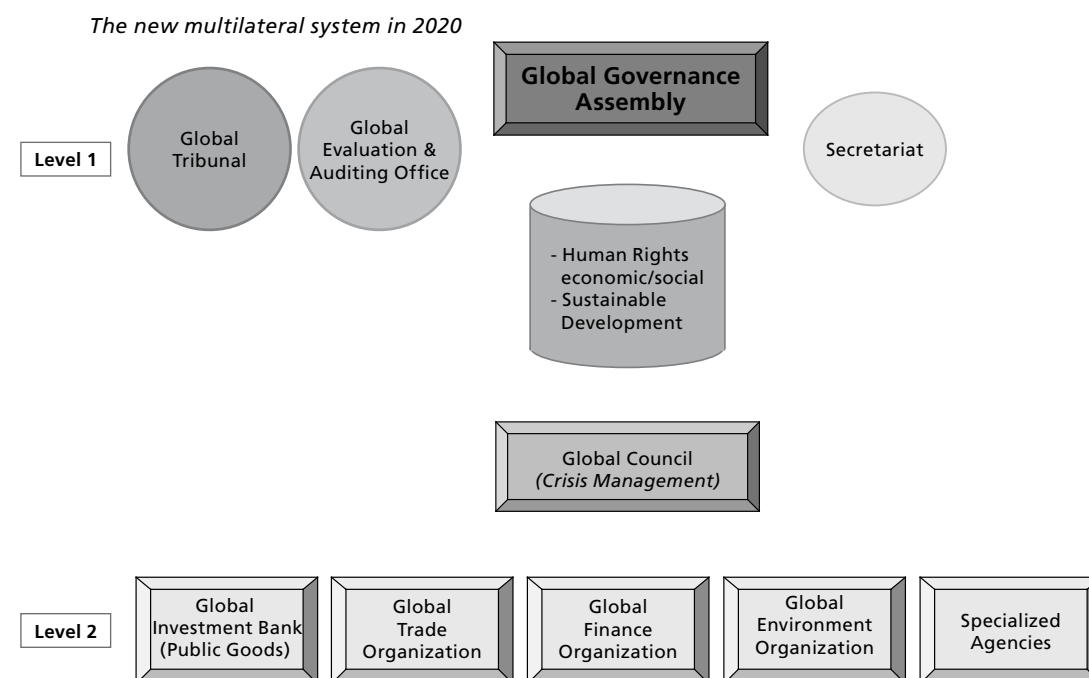 The new multilateral system in 2020
Global Governance
Assembly
Level 1
Global
Tribunal
Global
Evaluation &
Auditing Office
Secretariat
- Human Rights
economic/social
- Sustainable
Development
Global Council
(Crisis Management)
Level 2
Global
Investment Bank
(Public Goods)
Global
Trade
Organization
Global
Finance
Organization
Global
Environment
Organization
Specialized
Agencies